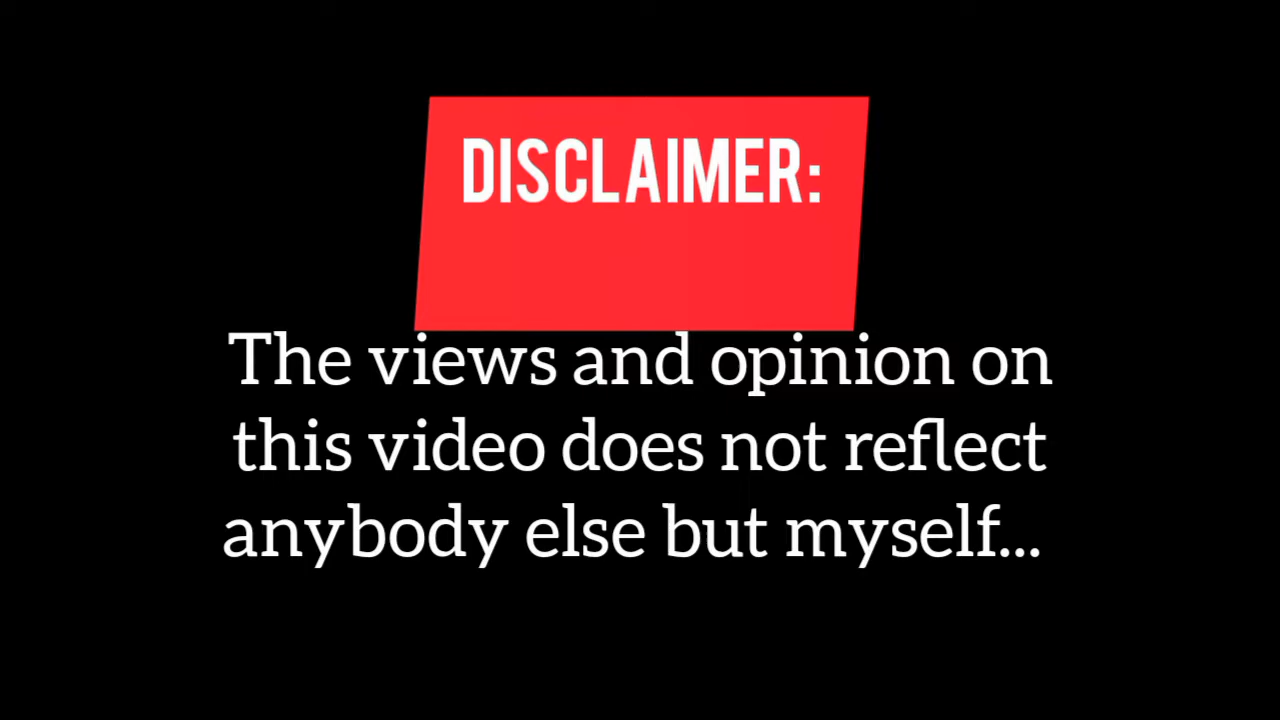 DISCLAIMER:
The views and opinion on
this video does not reflect
anybody else but myself...